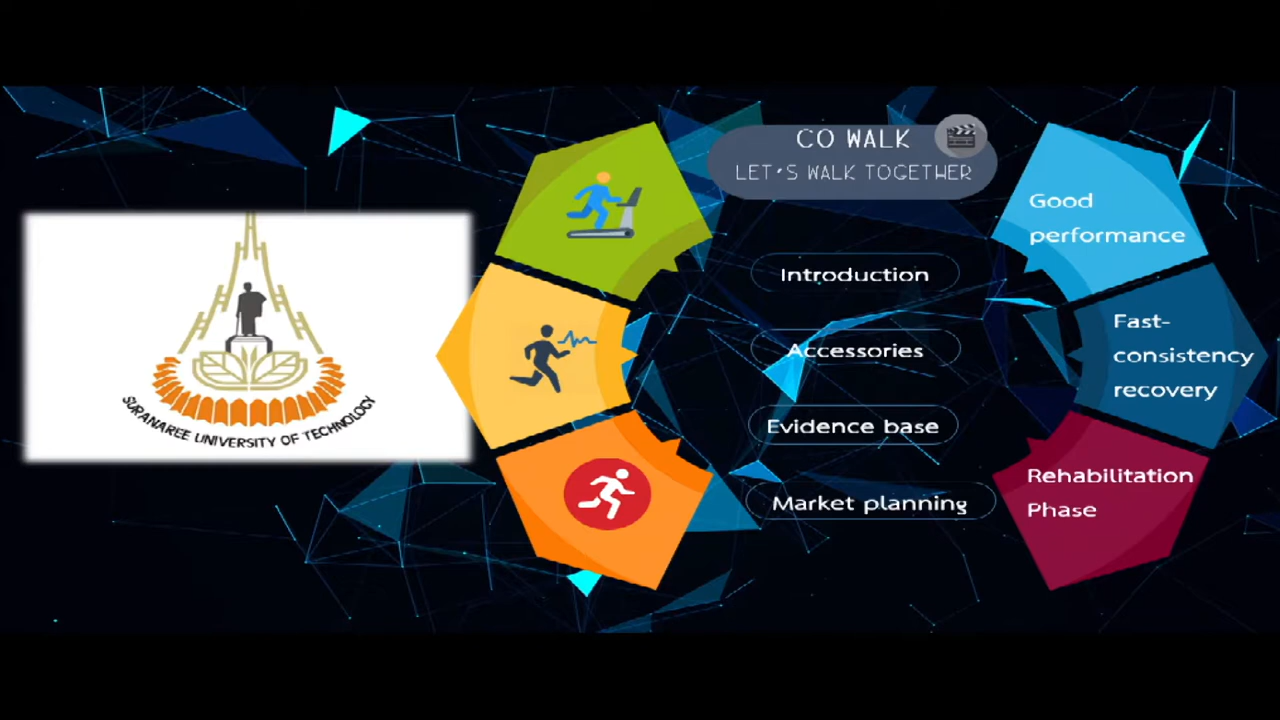 SURANAREE UNIVERSITY OF TECHNOLOGY
CO WALK
LET'S WALK TOGETHER
Introduction
Accessories
Evidence base
Market planning
Good
performance
Fast-
consistency
recovery
Rehabilitation
Phase